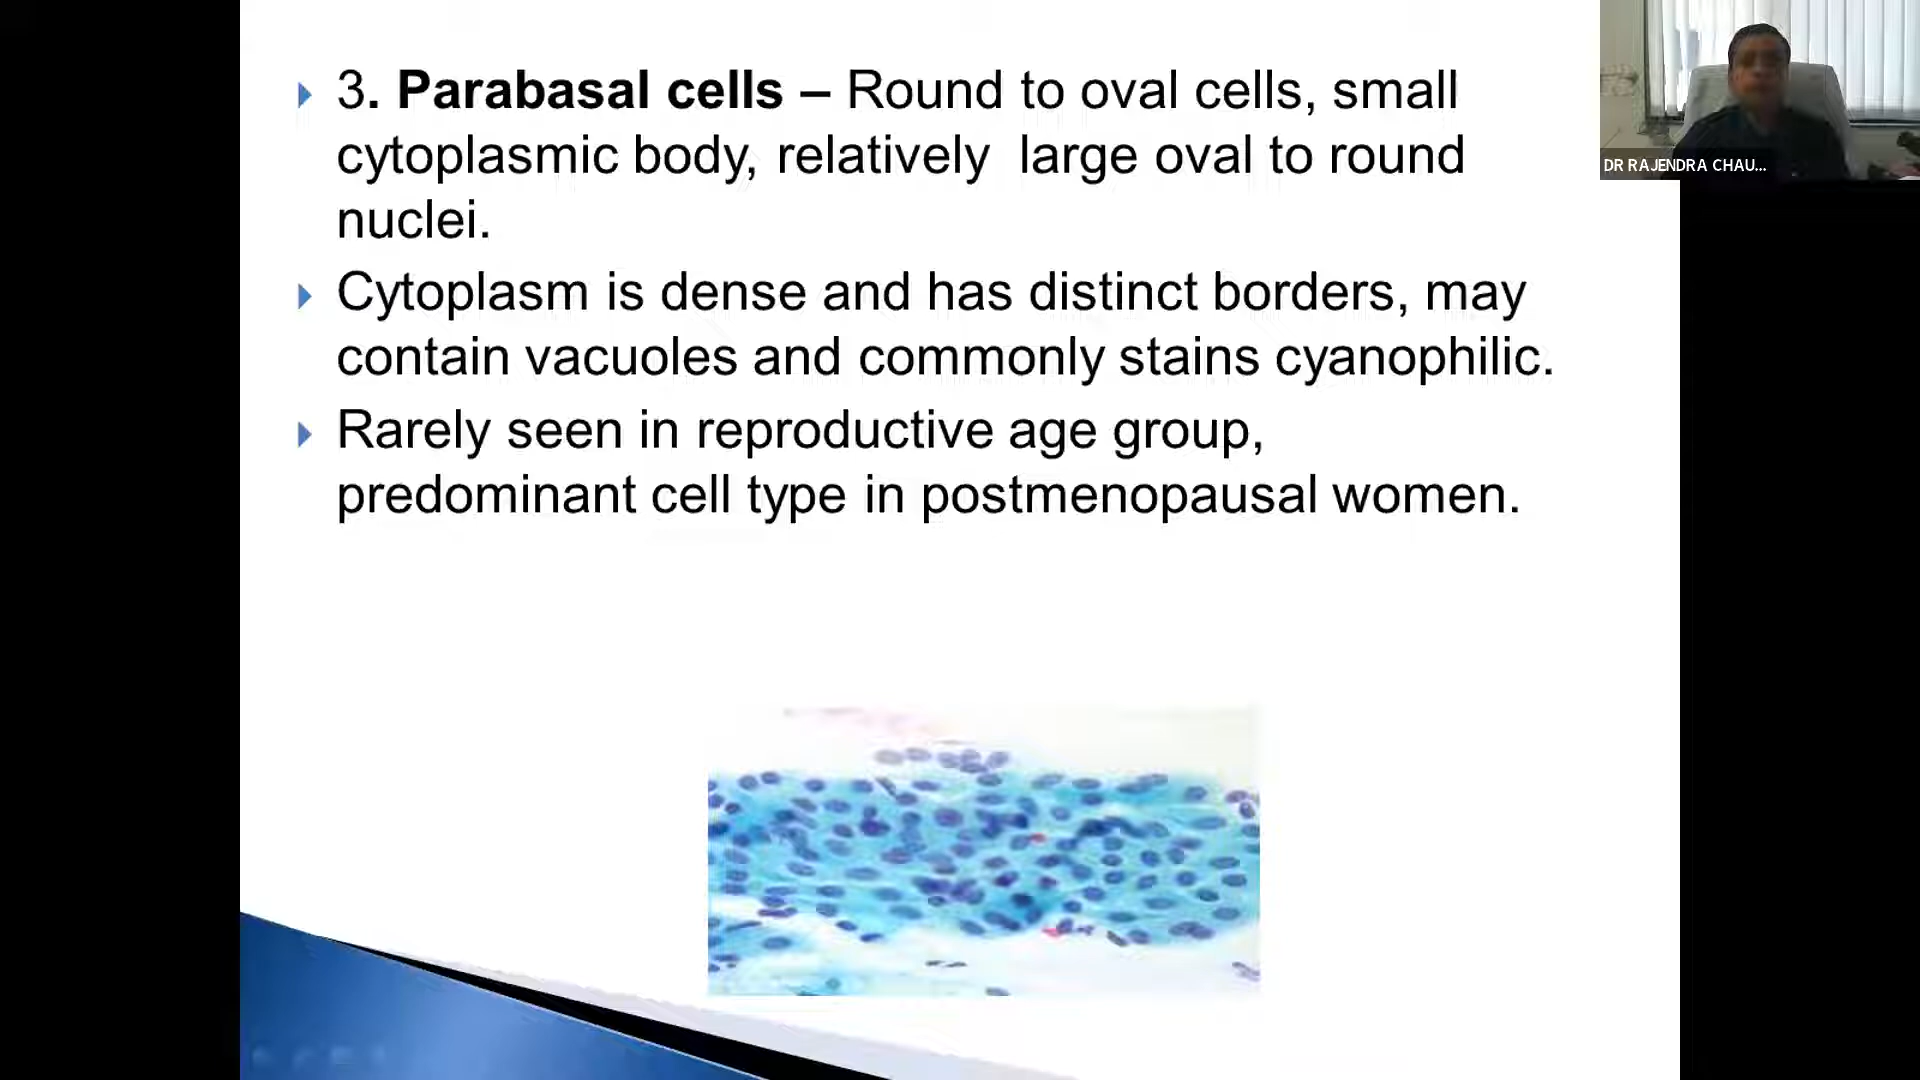 3. Parabasal cells – Round to oval cells, small
cytoplasmic body, relatively large oval to round
nuclei.
Cytoplasm is dense and has distinct borders, may
contain vacuoles and commonly stains cyanophilic.
Rarely seen in reproductive age group,
predominant cell type in postmenopausal women.
DR RAJENDRA CHAU...